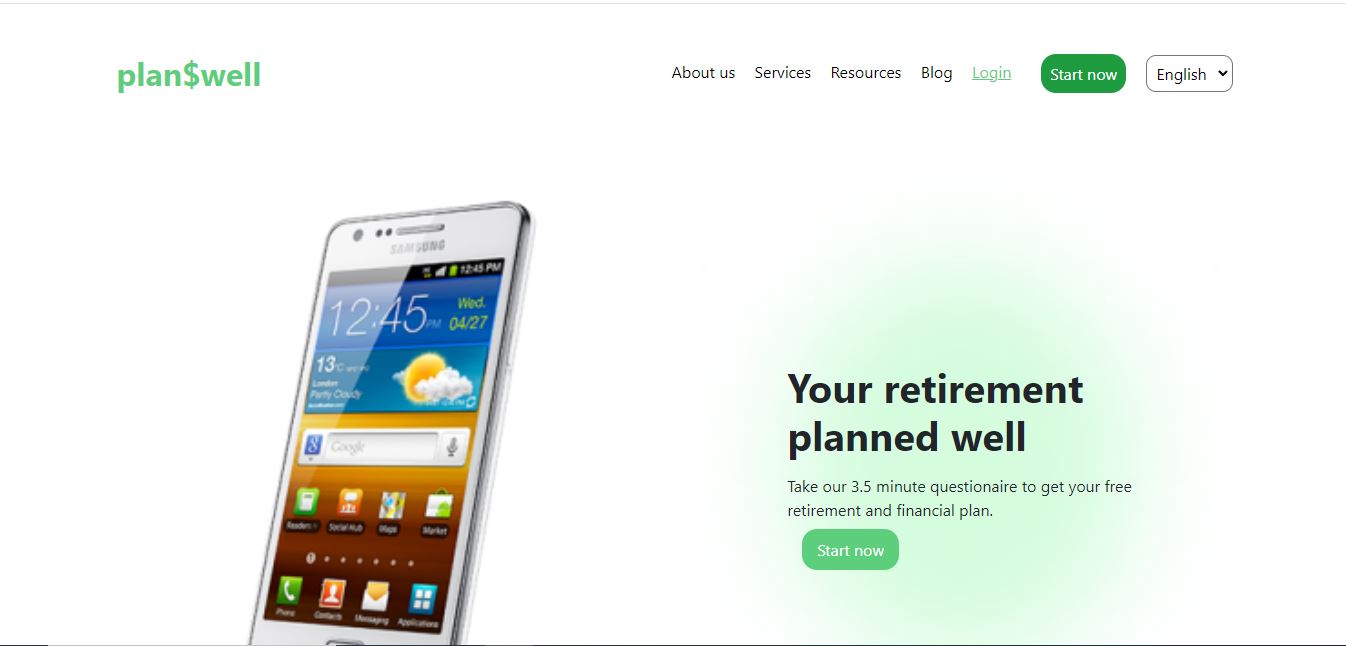 plan$well
About us Services Resources Blog Login Start now English
SAMSUNG
12:45 PM
12:45 PM
Wed.
04/27
13°C
London
Partly Cloudy
Google
Readers Social Hub Maps Market
1
Phone Contacts Messaging Applications
Your retirement
planned well
Take our 3.5 minute questionaire to get your free
retirement and financial plan.
Start now